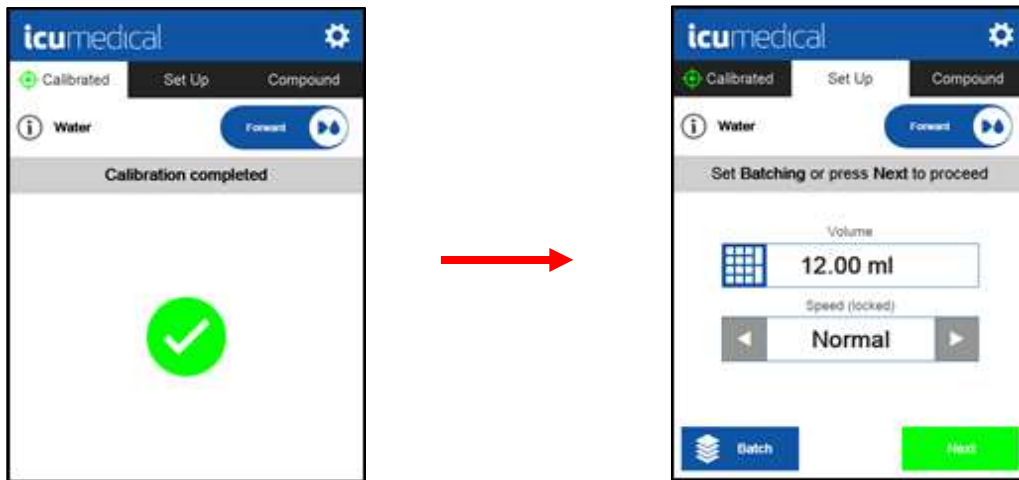 icumedical
Calibrated Set Up Compound
Water Forward
Calibration completed
icumedical
Calibrated Set Up Compound
Water Forward
Set Batching or press Next to proceed
Volume
12.00 ml
Speed (locked)
Normal
Batch Next